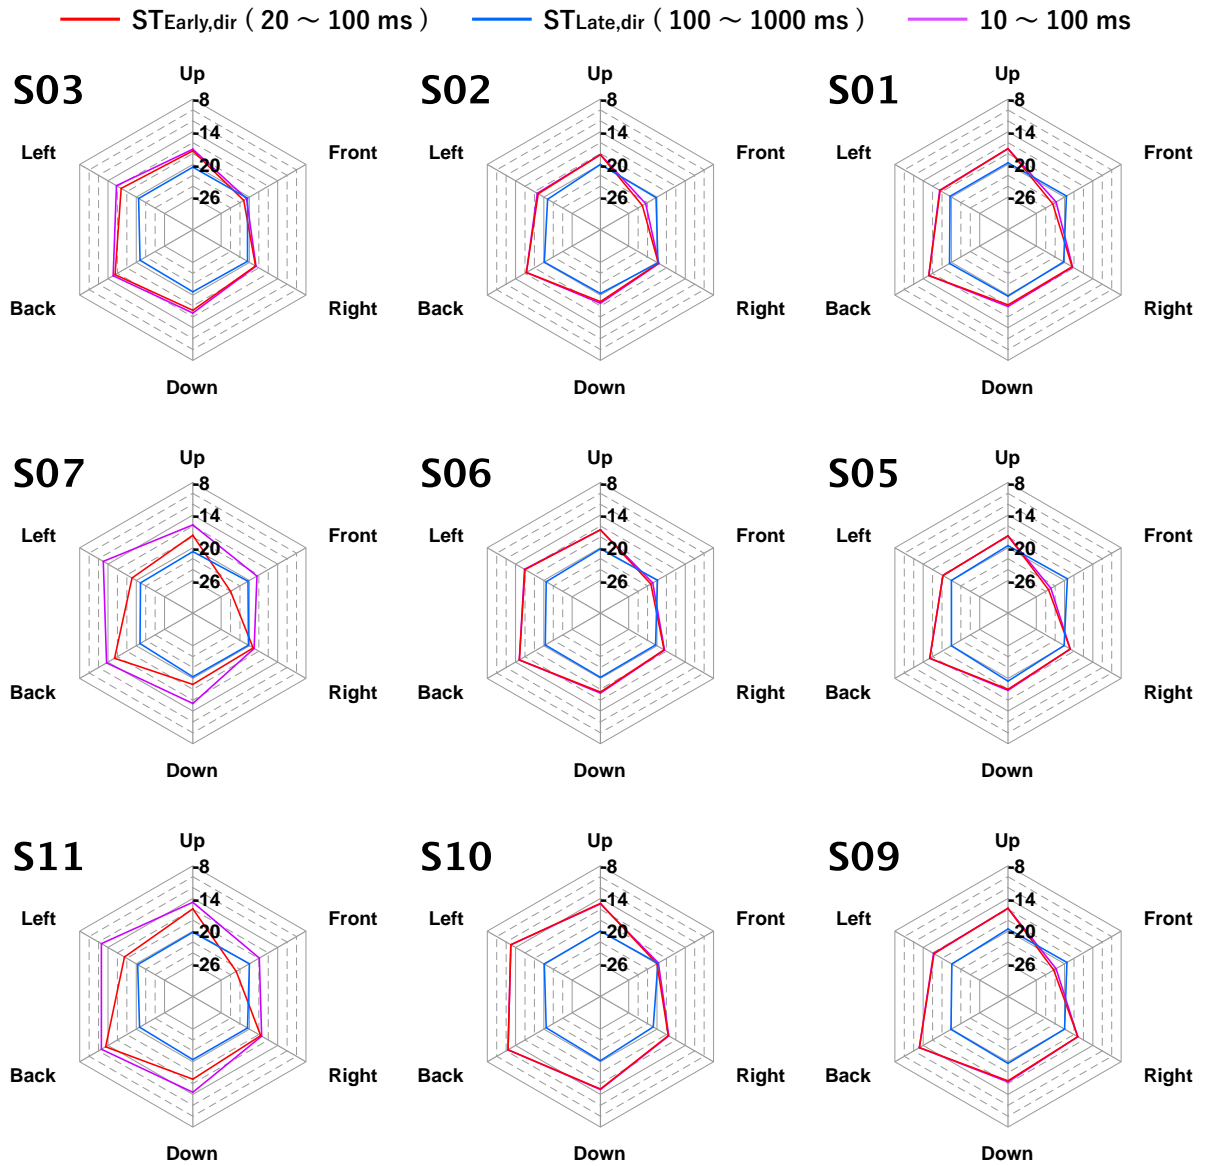 STEarly,dir ( 20 ～ 100 ms ) STLate,dir ( 100 ～ 1000 ms ) 10 ～ 100 ms
S03
Up
-8
-14
-20
-26
Left
Front
Back
Right
Down
S02
Up
-8
-14
-20
-26
Left
Front
Back
Right
Down
S01
Up
-8
-14
-20
-26
Left
Front
Back
Right
Down
S07
Up
-8
-14
-20
-26
Left
Front
Back
Right
Down
S06
Up
-8
-14
-20
-26
Left
Front
Back
Right
Down
S05
Up
-8
-14
-20
-26
Left
Front
Back
Right
Down
S11
Up
-8
-14
-20
-26
Left
Front
Back
Right
Down
S10
Up
-8
-14
-20
-26
Left
Front
Back
Right
Down
S09
Up
-8
-14
-20
-26
Left
Front
Back
Right
Down